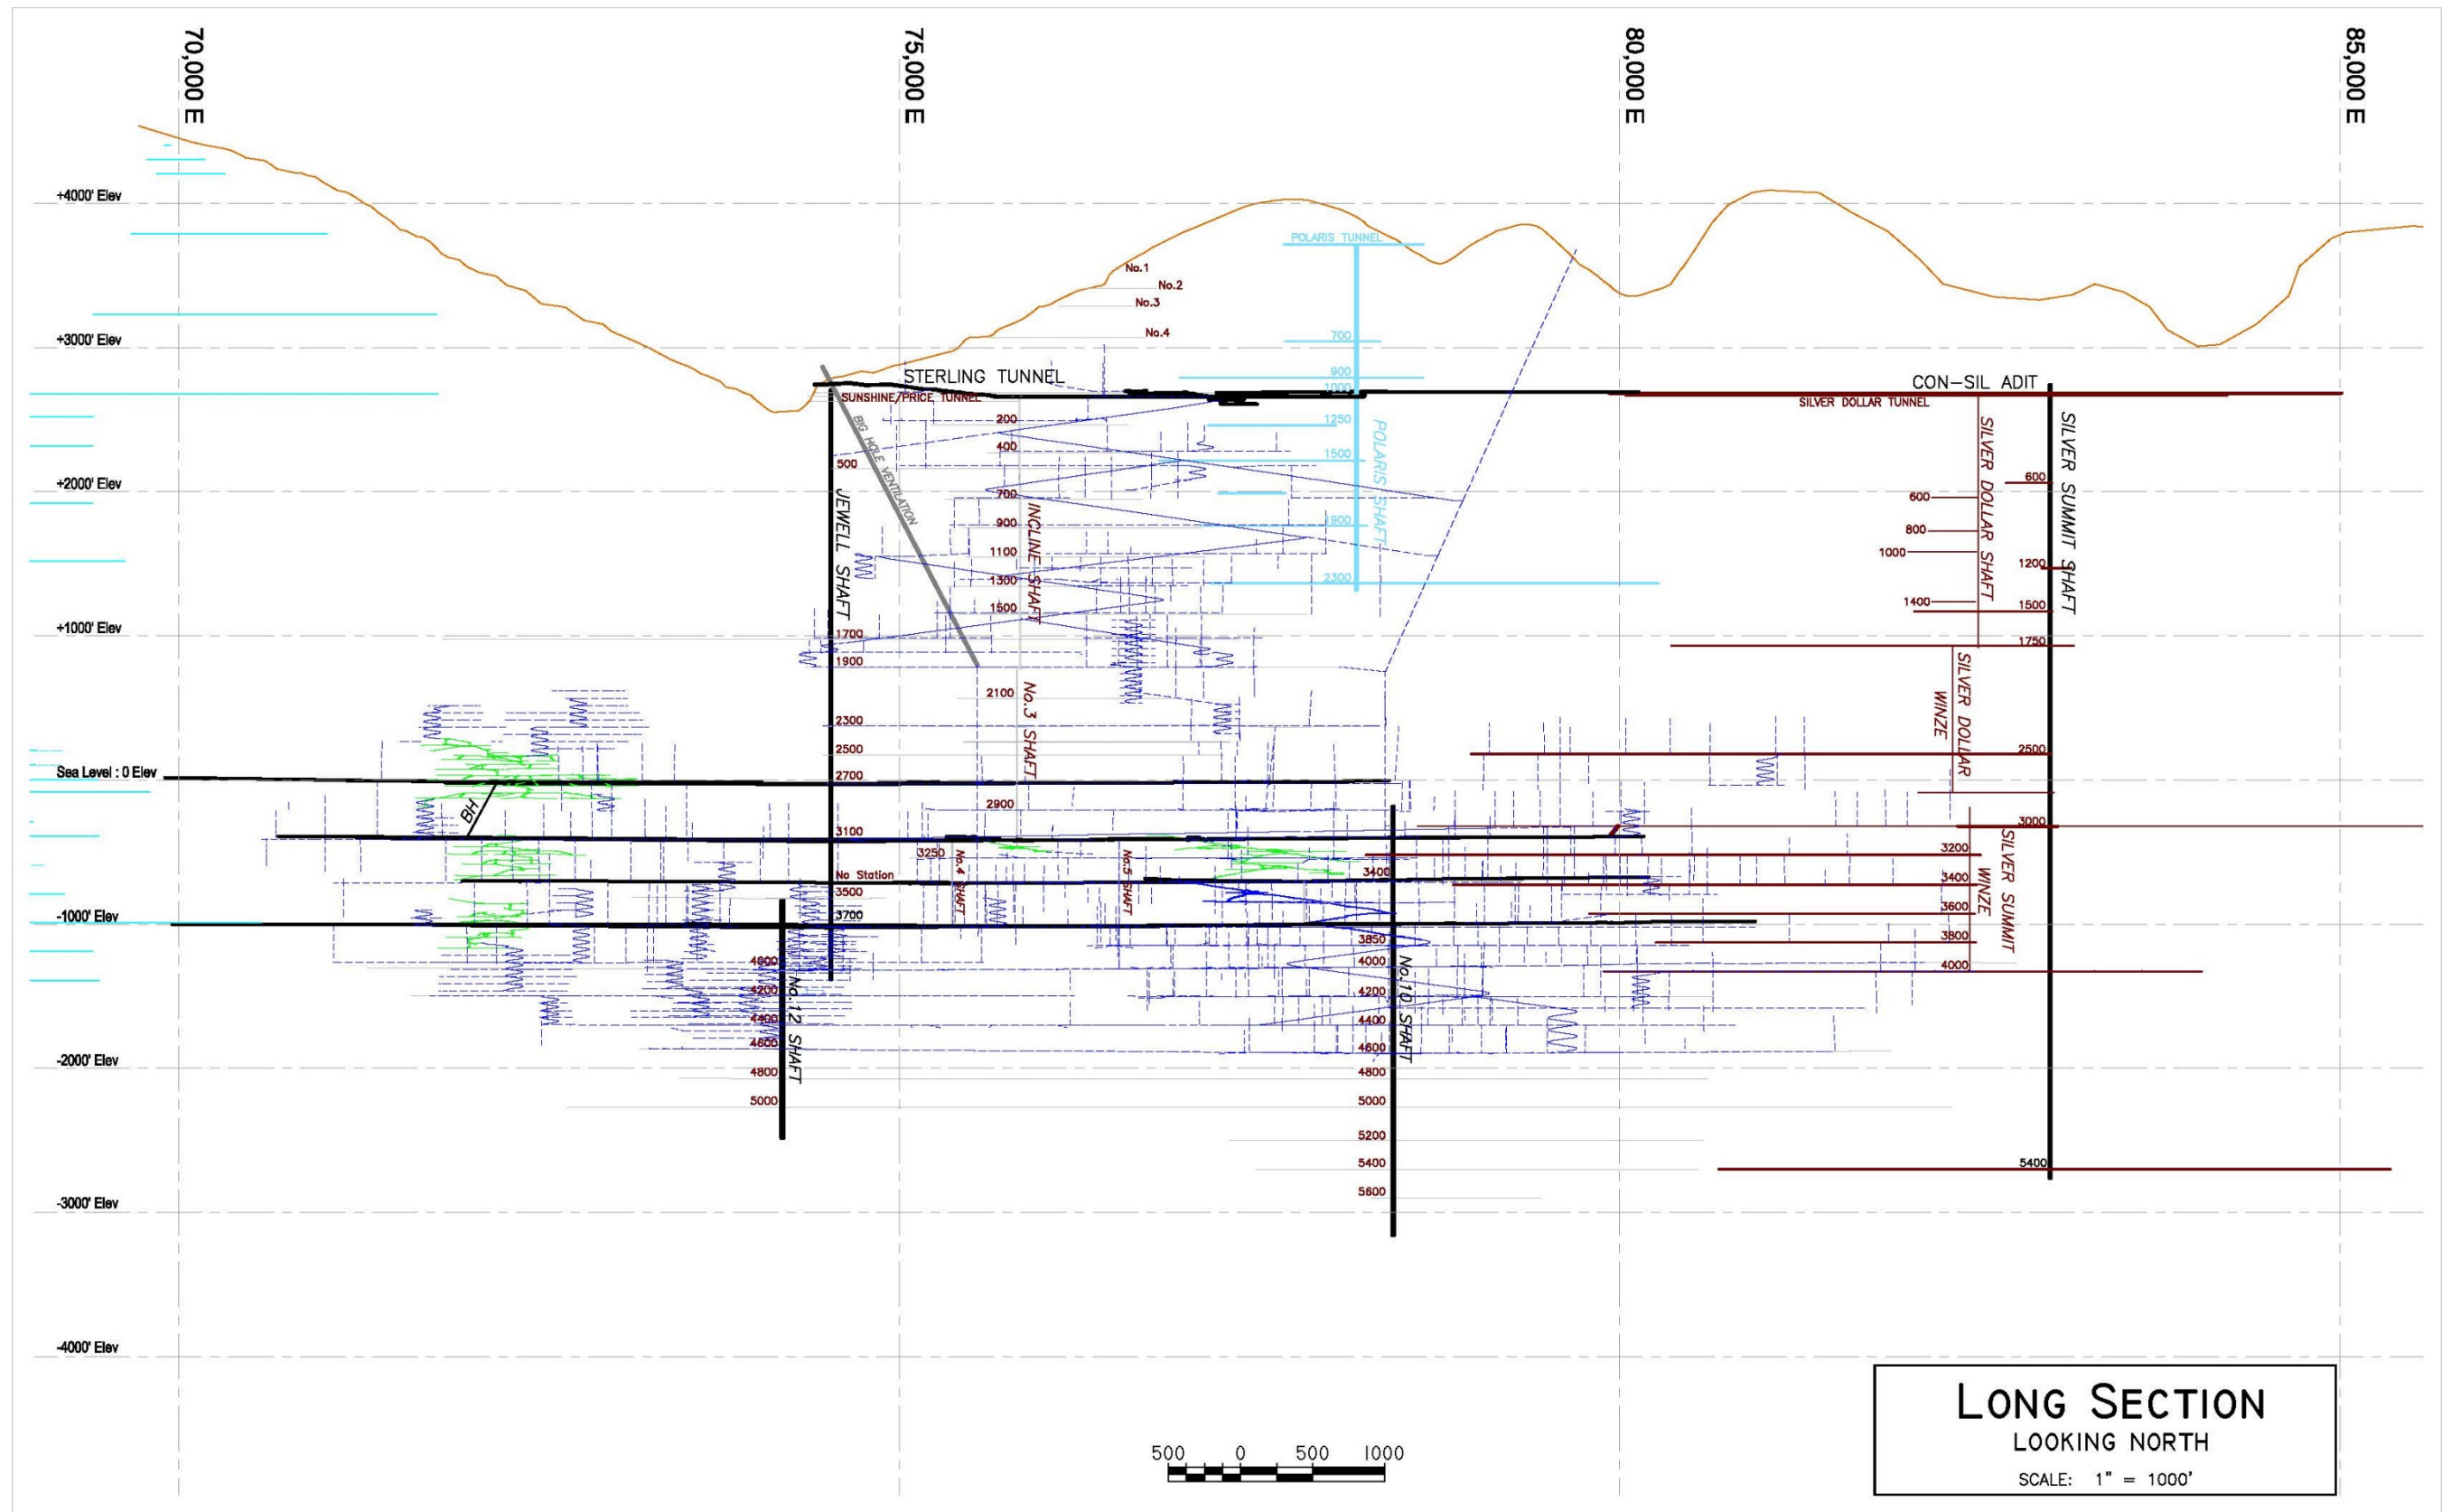 70,000 E
75,000 E
80,000 E
85,000 E
+4000' Elev
+3000' Elev
+2000' Elev
+1000' Elev
Sea Level : 0 Elev
-1000' Elev
-2000' Elev
-3000' Elev
-4000' Elev
No.1
No.2
No.3
No.4
STERLING TUNNEL
SUNSHINE/PRICE TUNNEL
BIG HOLE VENTILATION
JEWELL SHAFT
500
1700
1900
2300
2500
2700
3100
No Station
3500
3700
INCLINE SHAFT
200
400
700
900
1100
1300
1500
No.3 SHAFT
2100
2900
3250
No.4 SHAFT
No.5 SHAFT
BH
POLARIS TUNNEL
POLARIS SHAFT
700
900
1000
1250
1500
1900
2300
No.12 SHAFT
4000
4200
4400
4600
4800
5000
No.10 SHAFT
3400
3850
4000
4200
4400
4600
4800
5000
5200
5400
5600
CON-SIL ADIT
SILVER DOLLAR TUNNEL
SILVER DOLLAR SHAFT
600
800
1000
1400
SILVER DOLLAR
WINZE
SILVER SUMMIT SHAFT
600
1200
1500
1750
2500
3000
5400
SILVER SUMMIT
WINZE
3200
3400
3600
3800
4000
500 0 500 1000
LONG SECTION
LOOKING NORTH
SCALE: 1" = 1000'